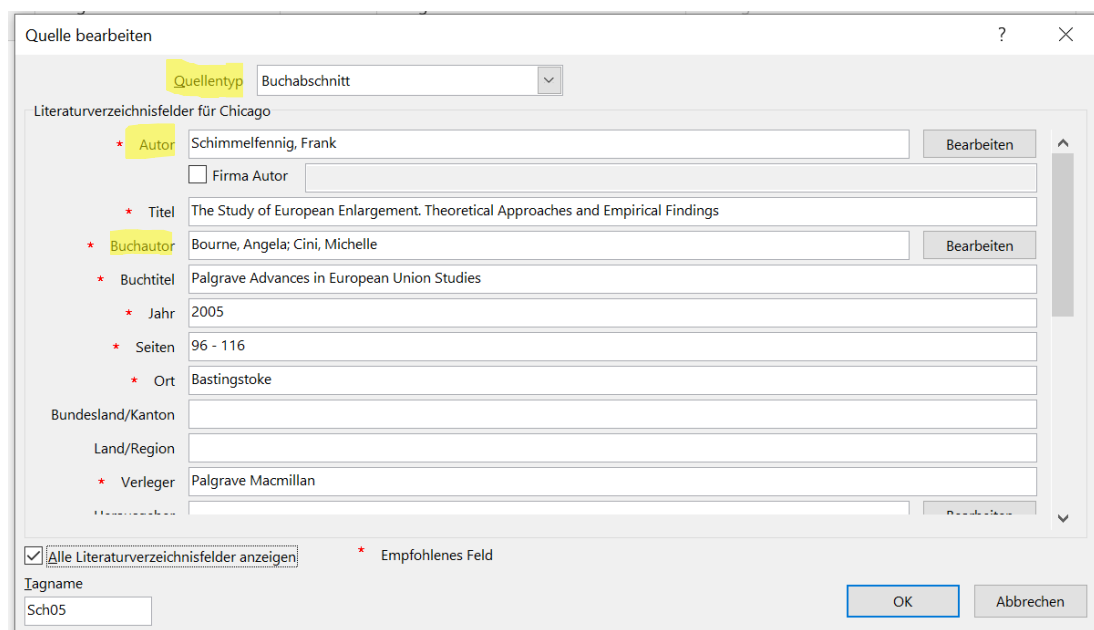 Quelle bearbeiten ?
Quellentyp Buchabschnitt
Literaturverzeichnisfelder für Chicago
* Autor Schimmelfennig, Frank Bearbeiten
Firma Autor
* Titel The Study of European Enlargement. Theoretical Approaches and Empirical Findings
* Buchautor Bourne, Angela; Cini, Michelle Bearbeiten
* Buchtitel Palgrave Advances in European Union Studies
* Jahr 2005
* Seiten 96 - 116
* Ort Bastingstoke
Bundesland/Kanton
Land/Region
* Verleger Palgrave Macmillan
Alle Literaturverzeichnisfelder anzeigen * Empfohlenes Feld
Tagname
Sch05
OK Abbrechen